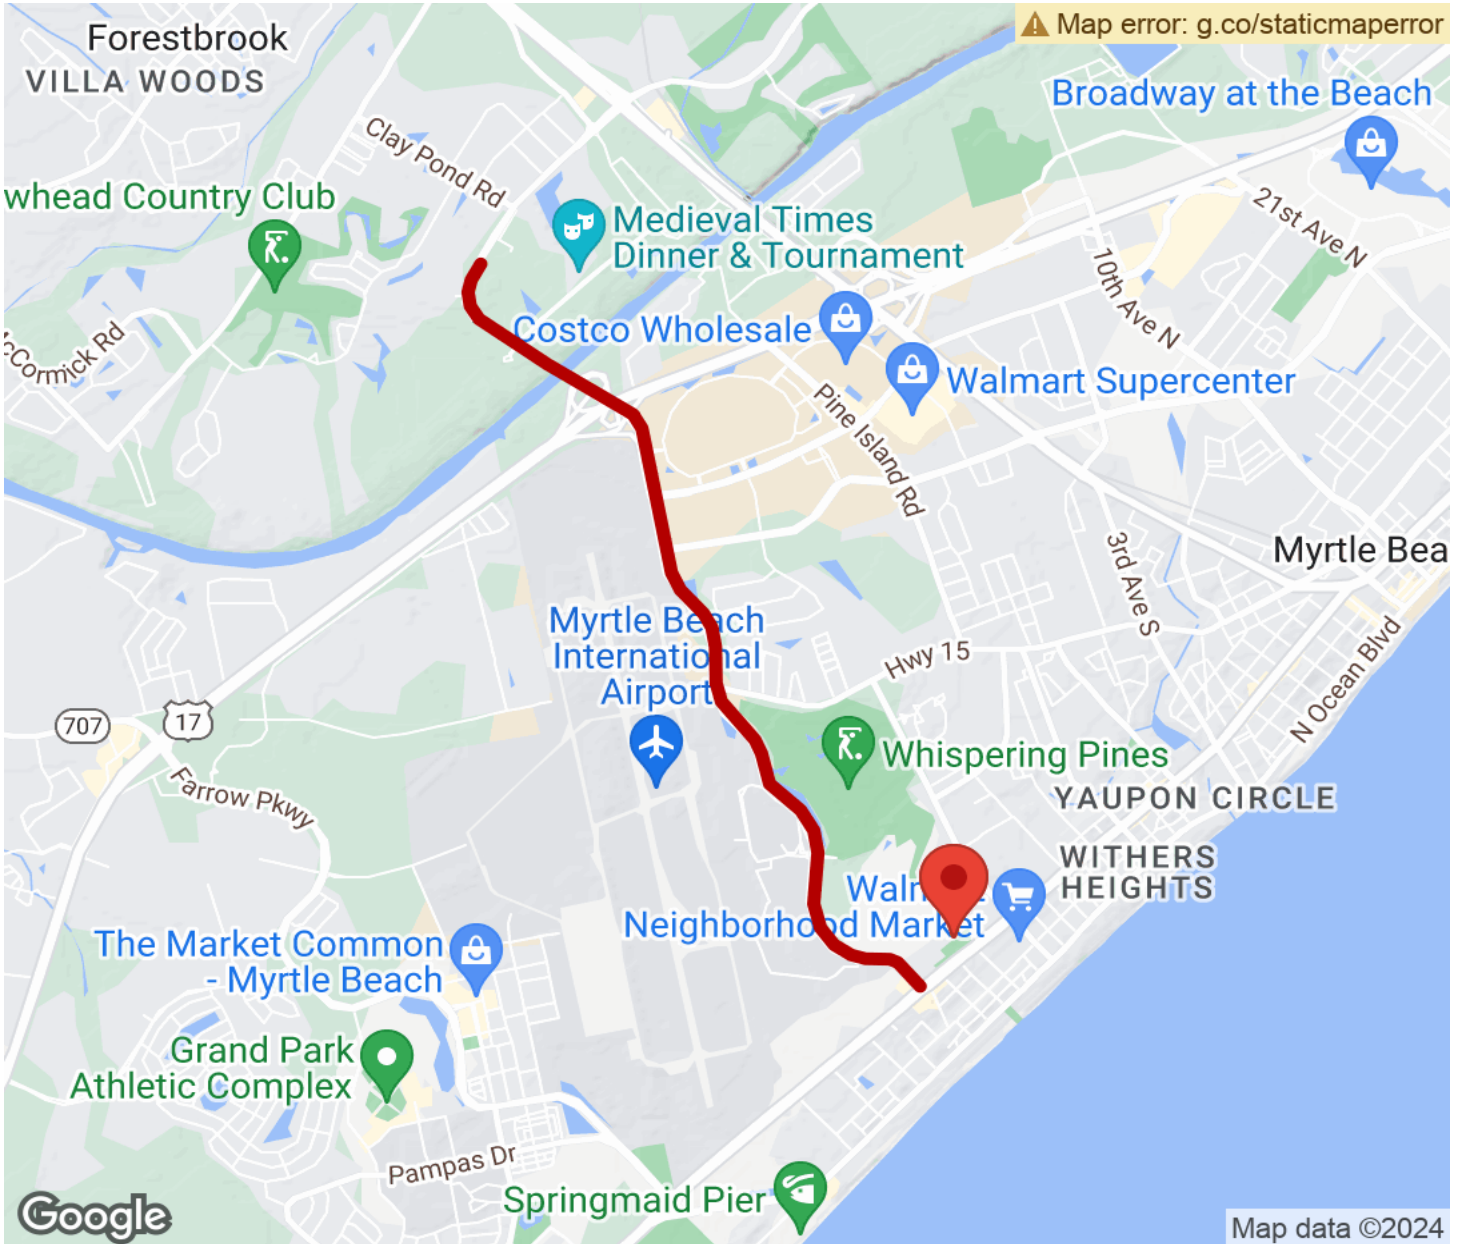 Map error: g.co/staticmaperror
Forestbrook
VILLA WOODS
Broadway at the Beach
Clay Pond Rd
whead Country Club
Medieval Times
Dinner & Tournament
21st Ave N
10th Ave N
Costco Wholesale
cCormick Rd
Walmart Supercenter
Pine Island Rd
3rd Ave S
Myrtle Bea
Myrtle Beach
International
Airport
Hwy 15
N Ocean Blvd
707
17
Whispering Pines
Farrow Pkwy
YAUPON CIRCLE
WITHERS
HEIGHTS
Neighborhood Market
The Market Common
- Myrtle Beach
Grand Park
Athletic Complex
Pampas Dr
Springmaid Pier
Google
Map data ©2024